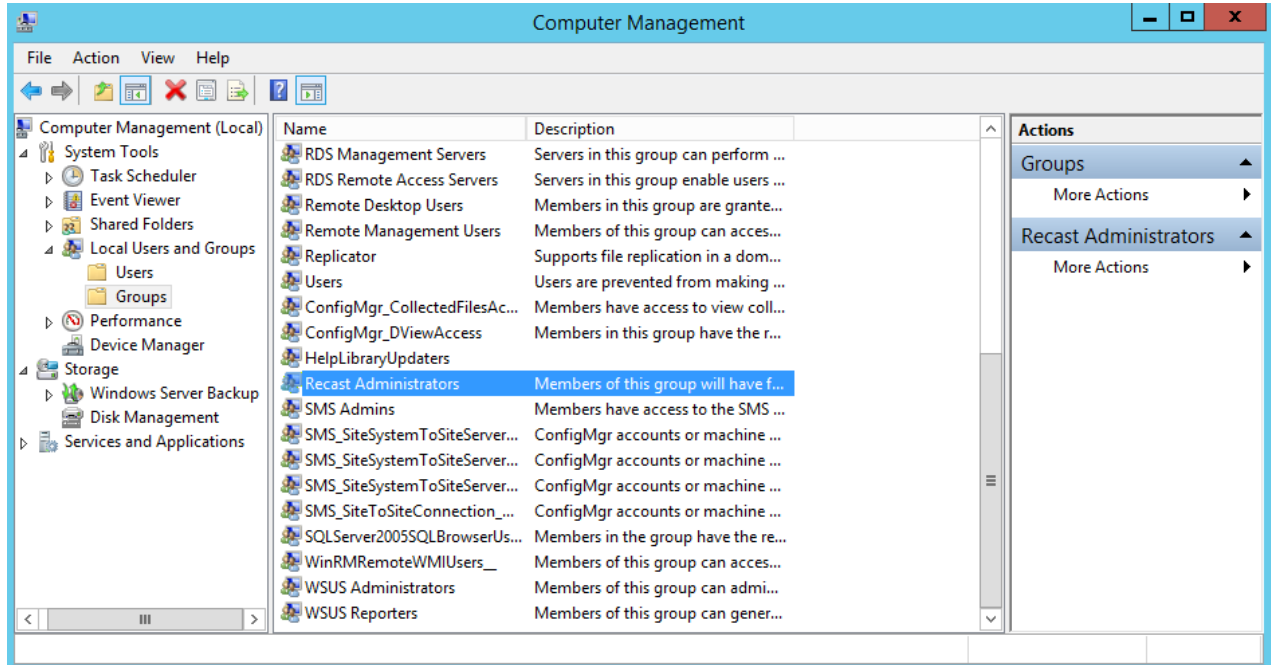 Computer Management
File Action View Help
Computer Management (Local)
System Tools
Task Scheduler
Event Viewer
Shared Folders
Local Users and Groups
Users
Groups
Performance
Device Manager
Storage
Windows Server Backup
Disk Management
Services and Applications
Name Description
RDS Management Servers Servers in this group can perform ...
RDS Remote Access Servers Servers in this group enable users ...
Remote Desktop Users Members in this group are grante...
Remote Management Users Members of this group can acces...
Replicator Supports file replication in a dom...
Users Users are prevented from making ...
ConfigMgr_CollectedFilesAc... Members have access to view coll...
ConfigMgr_DViewAccess Members in this group have the r...
HelpLibraryUpdaters
Recast Administrators Members of this group will have f...
SMS Admins Members have access to the SMS ...
SMS_SiteSystemToSiteServer... ConfigMgr accounts or machine ...
SMS_SiteSystemToSiteServer... ConfigMgr accounts or machine ...
SMS_SiteSystemToSiteServer... ConfigMgr accounts or machine ...
SMS_SiteToSiteConnection_... ConfigMgr accounts or machine ...
SQLServer2005SQLBrowserUs... Members in the group have the re...
WinRMRemoteWMIUsers__ Members of this group can acces...
WSUS Administrators Members of this group can admi...
WSUS Reporters Members of this group can gener...
Actions
Groups
More Actions
Recast Administrators
More Actions